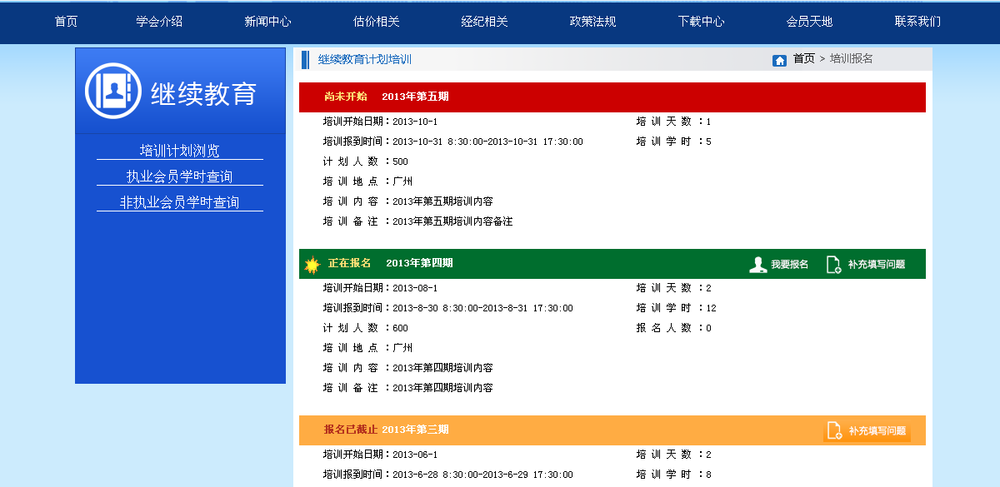 首页 学会介绍 新闻中心 估价相关 经纪相关 政策法规 下载中心 会员天地 联系我们
继续教育
培训计划浏览
执业会员学时查询
非执业会员学时查询
继续教育计划培训 首页 > 培训报名
尚未开始 2013年第五期
培训开始日期：2013-10-1 培 训 天 数 ：1
培训报到时间：2013-10-31 8:30:00-2013-10-31 17:30:00 培 训 学 时 ：5
计 划 人 数 ：500
培 训 地 点 ：广州
培 训 内 容 ：2013年第五期培训内容
培 训 备 注 ：2013年第五期培训内容备注
正在报名 2013年第四期 我要报名 补充填写问题
培训开始日期：2013-08-1 培 训 天 数 ：2
培训报到时间：2013-8-30 8:30:00-2013-8-31 17:30:00 培 训 学 时 ：12
计 划 人 数 ：600 报 名 人 数 ：0
培 训 地 点 ：广州
培 训 内 容 ：2013年第四期培训内容
培 训 备 注 ：2013年第四期培训内容
报名已截止 2013年第三期 补充填写问题
培训开始日期：2013-06-1 培 训 天 数 ：2
培训报到时间：2013-6-28 8:30:00-2013-6-29 17:30:00 培 训 学 时 ：8